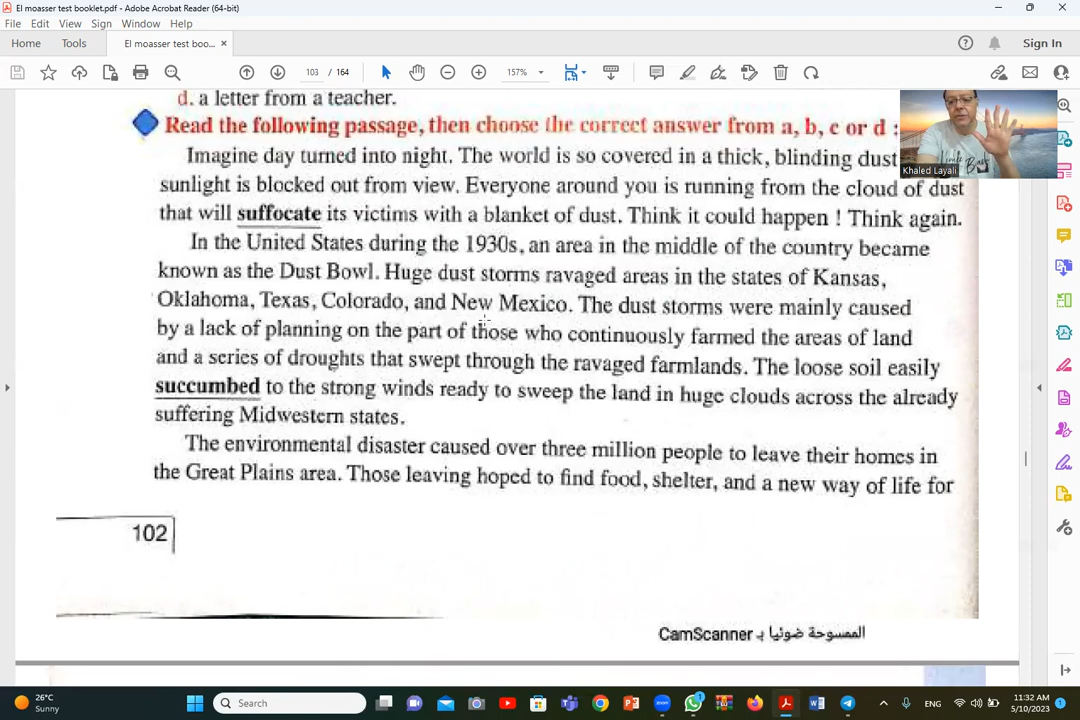 El moasser test booklet.pdf - Adobe Acrobat Reader (64-bit)
File Edit View Sign Window Help
Home Tools El moasser test boo... × Sign In
103 / 164 157%
d. a letter from a teacher.
Read the following passage, then choose the correct answer from a, b, c or d :
Imagine day turned into night. The world is so covered in a thick, blinding dust
sunlight is blocked out from view. Everyone around you is running from the cloud of dust
that will suffocate its victims with a blanket of dust. Think it could happen ! Think again.
In the United States during the 1930s, an area in the middle of the country became
known as the Dust Bowl. Huge dust storms ravaged areas in the states of Kansas,
Oklahoma, Texas, Colorado, and New Mexico. The dust storms were mainly caused
by a lack of planning on the part of those who continuously farmed the areas of land
and a series of droughts that swept through the ravaged farmlands. The loose soil easily
succumbed to the strong winds ready to sweep the land in huge clouds across the already
suffering Midwestern states.
The environmental disaster caused over three million people to leave their homes in
the Great Plains area. Those leaving hoped to find food, shelter, and a new way of life for
102
الممسوحة ضوئيا بـ CamScanner
Khaled Layali
26°C
Sunny
Search
ENG
11:32 AM
5/10/2023